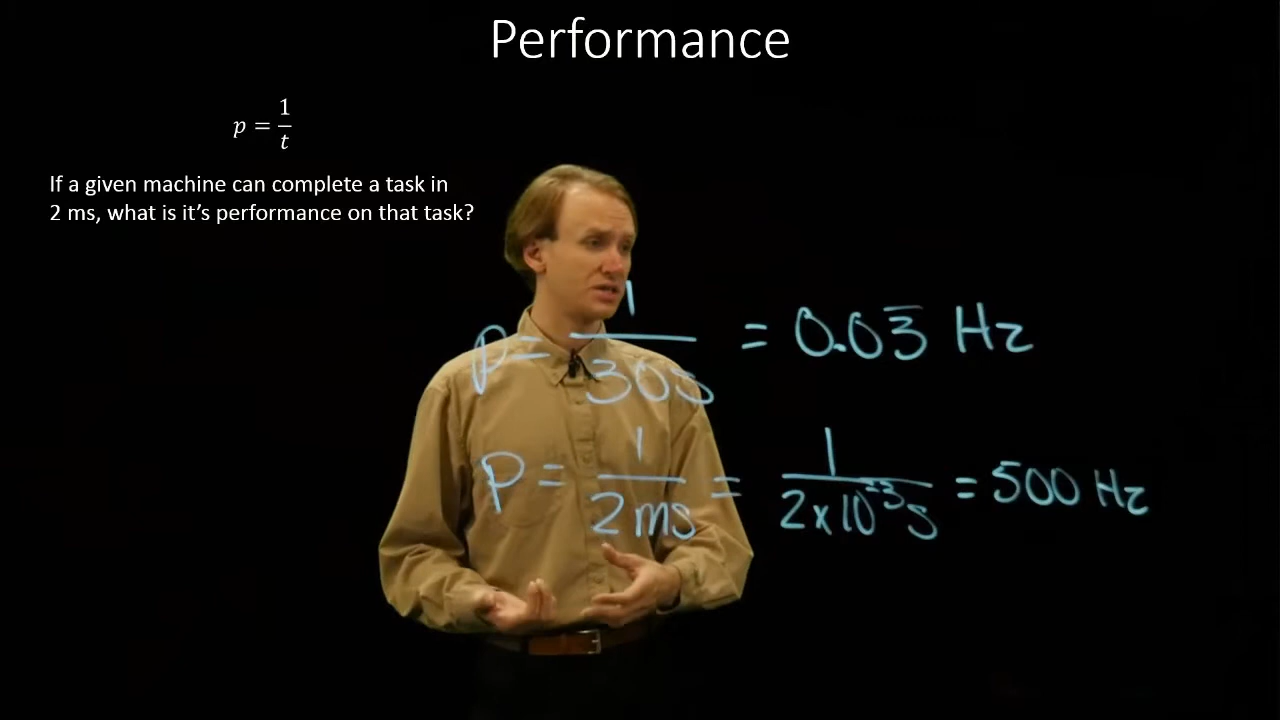 Performance
p = 1/t
If a given machine can complete a task in
2 ms, what is it's performance on that task?
p = 1/30s = 0.03̅ Hz
P = 1/2ms = 1/2x10⁻³s = 500 Hz